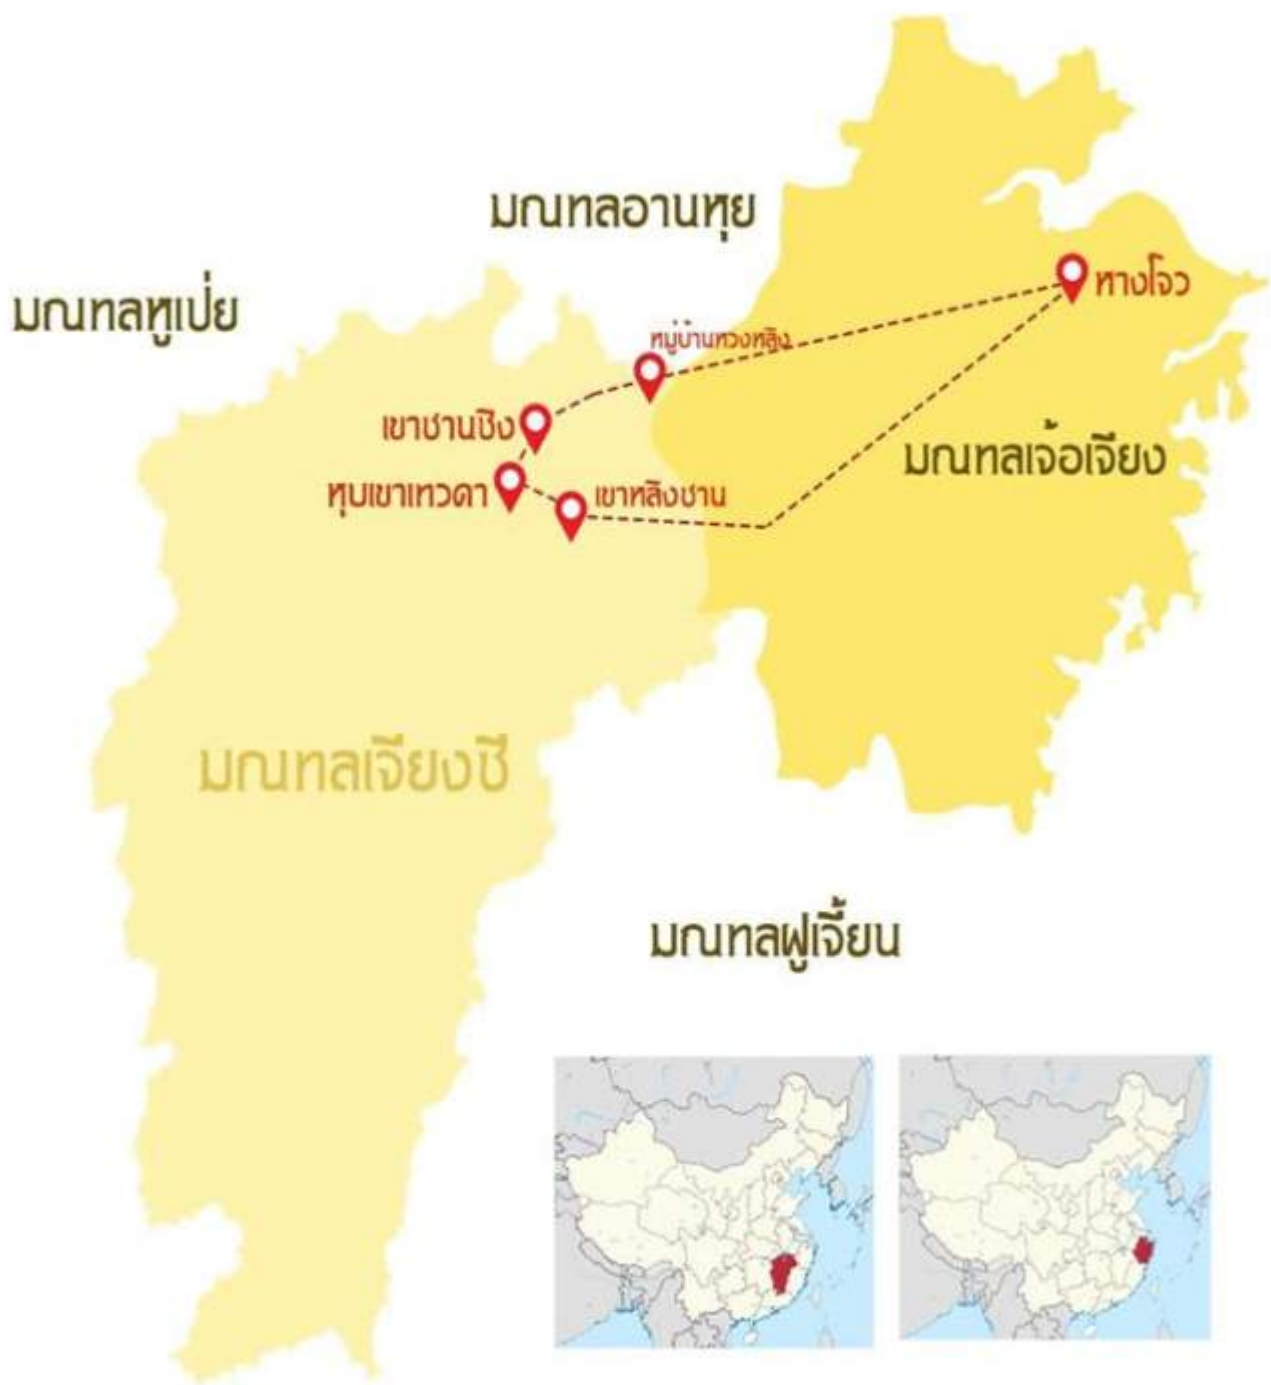 มณฑลอานหุย
มณฑลหูเป่ย
หางโจว
หมู่บ้านหวงหลิง
เขาซานชิง
มณฑลเจ้อเจียง
หุบเขาเทวดา
เขาหลิงซาน
มณฑลเจียงซี
มณฑลฝูเจี้ยน